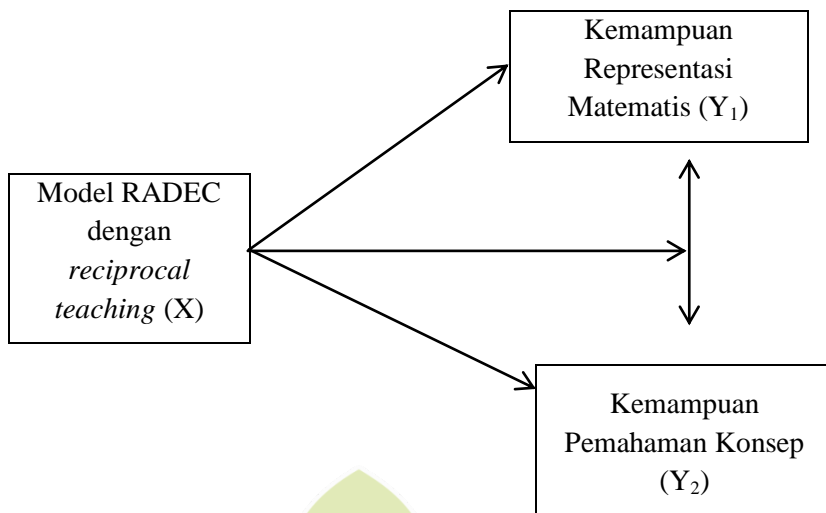 Kemampuan
Representasi
Matematis (Y₁)
Model RADEC
dengan
reciprocal
teaching (X)
Kemampuan
Pemahaman Konsep
(Y₂)